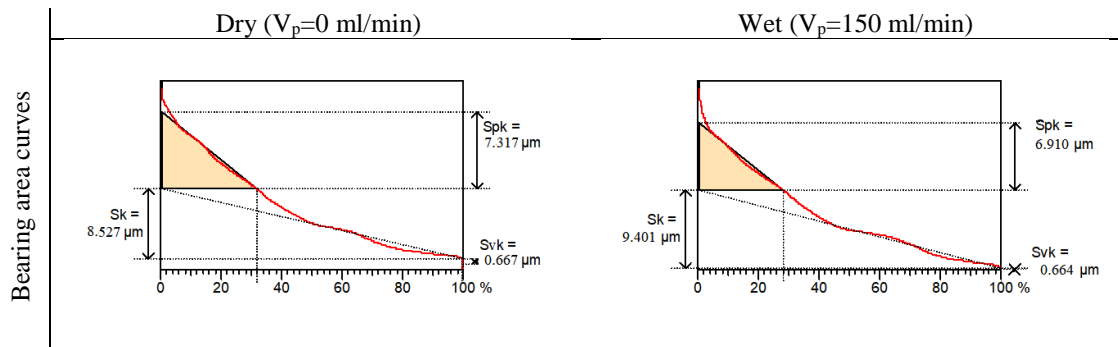 Dry (Vp=0 ml/min)
Wet (Vp=150 ml/min)
Bearing area curves
Spk =
7.317 µm
Sk =
8.527 µm
Svk =
0.667 µm
0 20 40 60 80 100 %
Spk =
6.910 µm
Sk =
9.401 µm
Svk =
0.664 µm
0 20 40 60 80 100 %